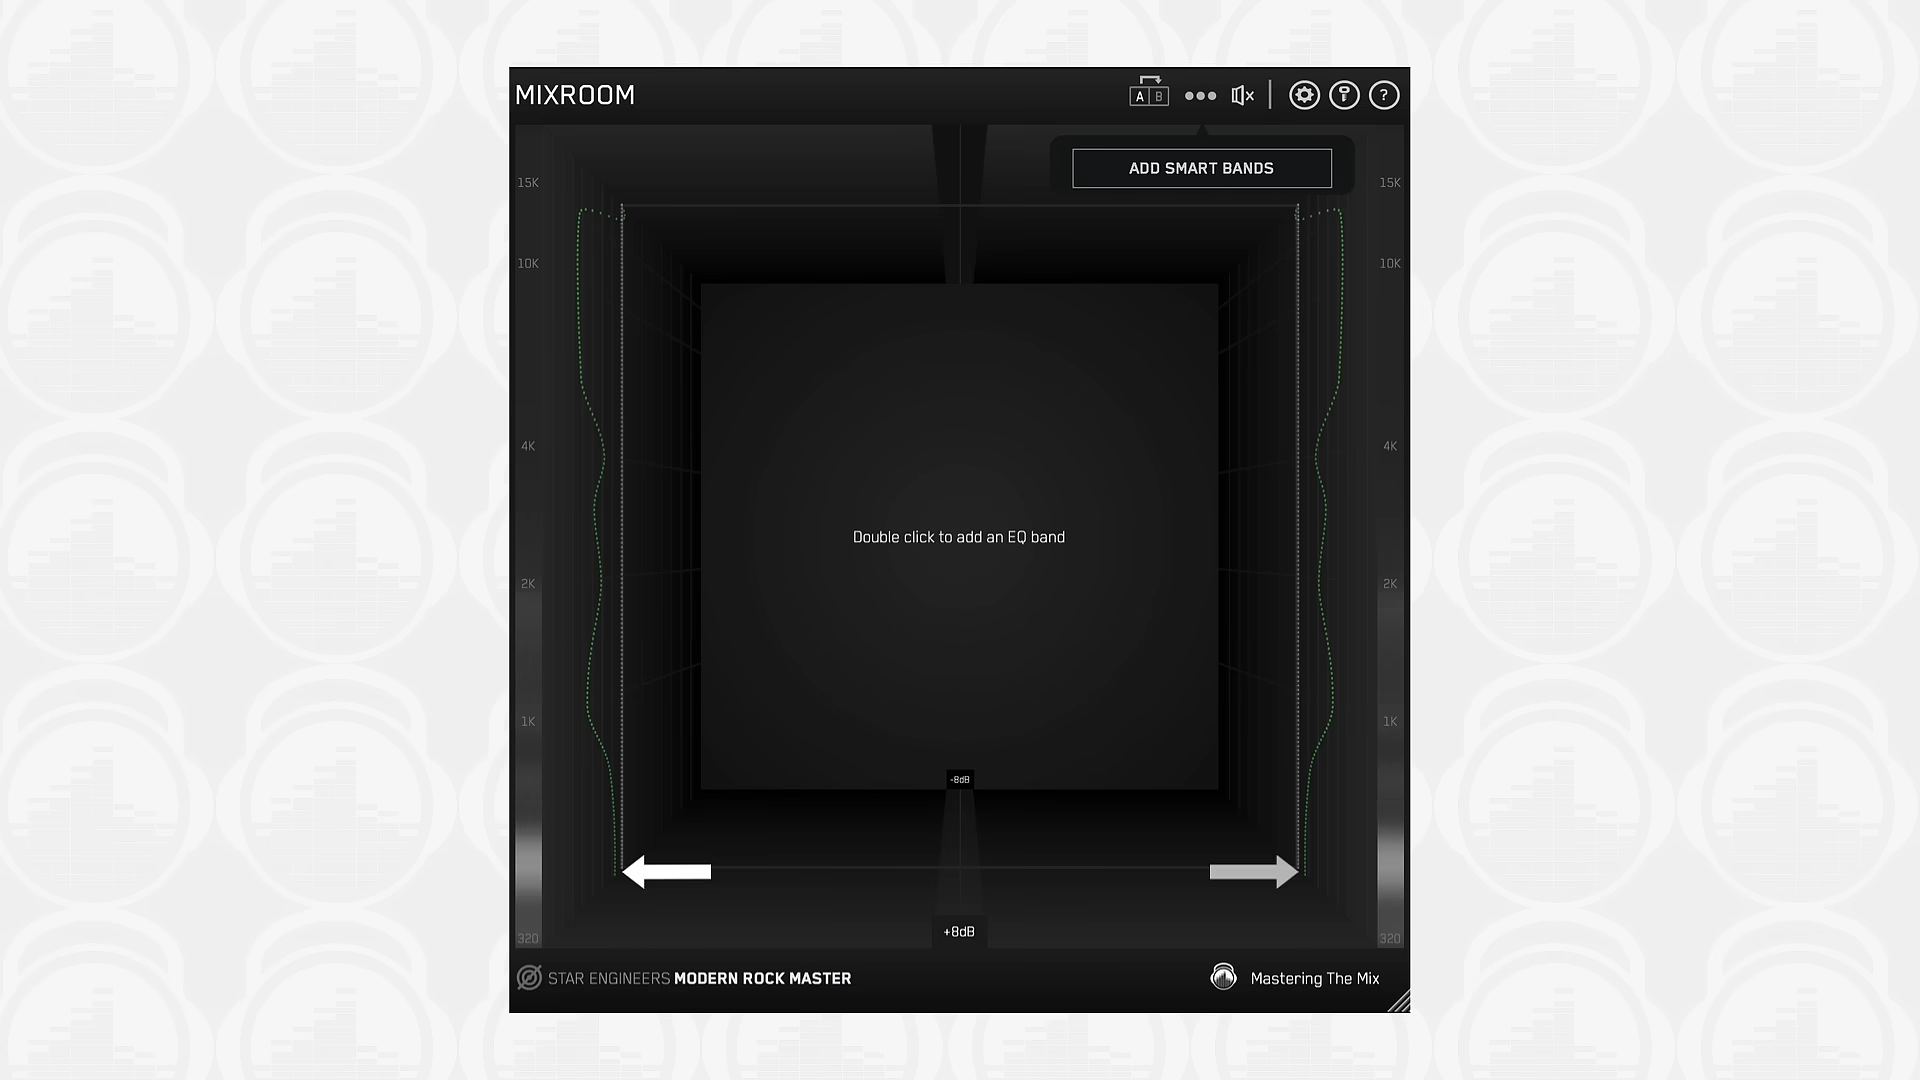 MIXROOM
A B
?
ADD SMART BANDS
15K 15K
10K 10K
4K 4K
Double click to add an EQ band
2K 2K
1K 1K
-8dB
+8dB
320 320
STAR ENGINEERS MODERN ROCK MASTER
Mastering The Mix